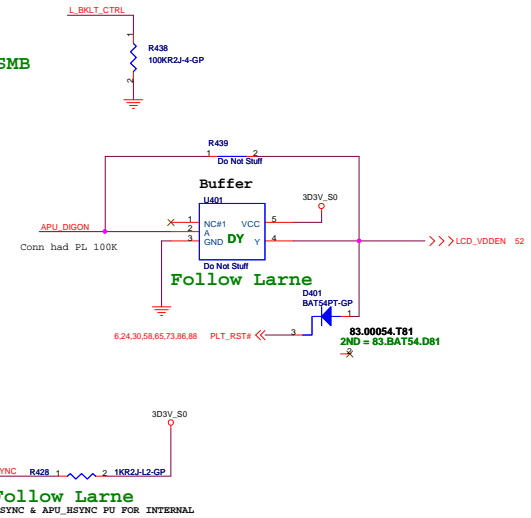 L_BKLT_CTRL
1
R438
100KR2J-4-GP
2
SMB
R439
1 2
Do Not Stuff
Buffer
U401
3D3V_S0
1 NC#1 VCC 5
APU_DIGON 2 A
3 GND DY Y 4
LCD_VDDEN 52
Conn had PL 100K
Do Not Stuff
Follow Larne
D401
BAT54PT-GP
1
6,24,30,58,65,73,86,88 PLT_RST# 3
83.00054.T81
2ND = 83.BAT54.D81
2
3D3V_S0
YNC R428 1 2 1KR2J-L2-GP
Follow Larne
SYNC & APU_HSYNC PU FOR INTERNAL